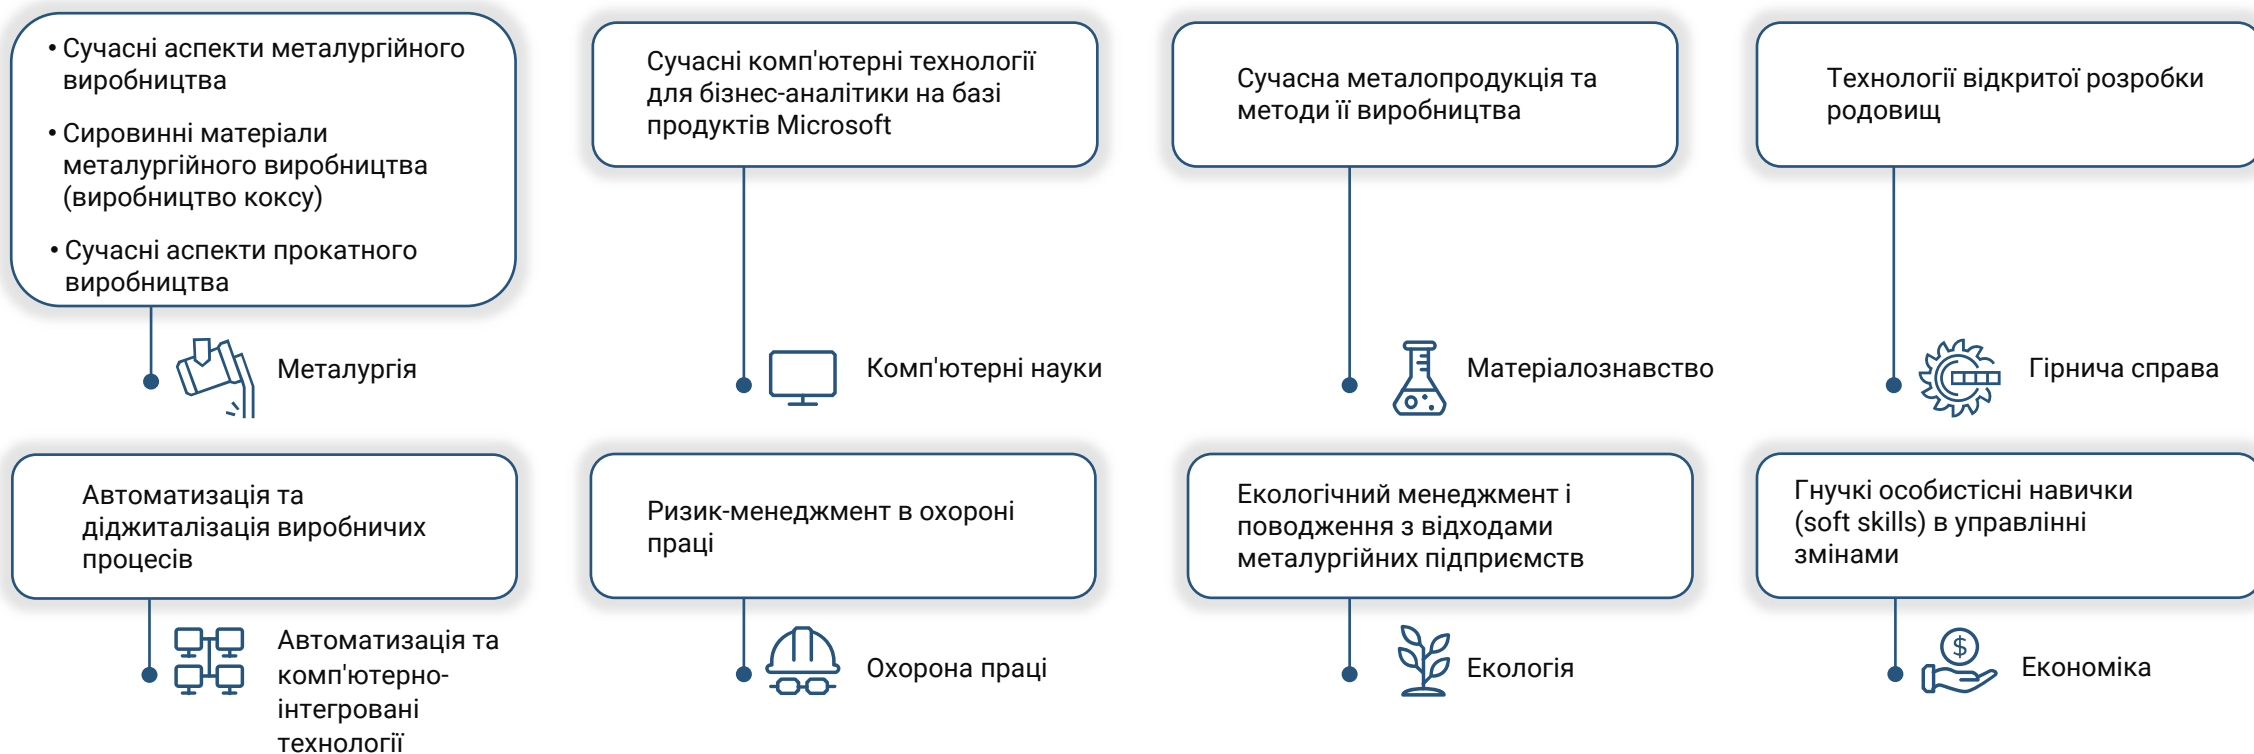 • Сучасні аспекти металургійного
виробництва
• Сировинні матеріали
металургійного виробництва
(виробництво коксу)
• Сучасні аспекти прокатного
виробництва
Металургія
Сучасні комп'ютерні технології
для бізнес-аналітики на базі
продуктів Microsoft
Комп'ютерні науки
Сучасна металопродукція та
методи її виробництва
Матеріалознавство
Технології відкритої розробки
родовищ
Гірнича справа
Автоматизація та
діджиталізація виробничих
процесів
Автоматизація та
комп'ютерно-
інтегровані
технології
Ризик-менеджмент в охороні
праці
Охорона праці
Екологічний менеджмент і
поводження з відходами
металургійних підприємств
Екологія
Гнучкі особистісні навички
(soft skills) в управлінні
змінами
$
Економіка